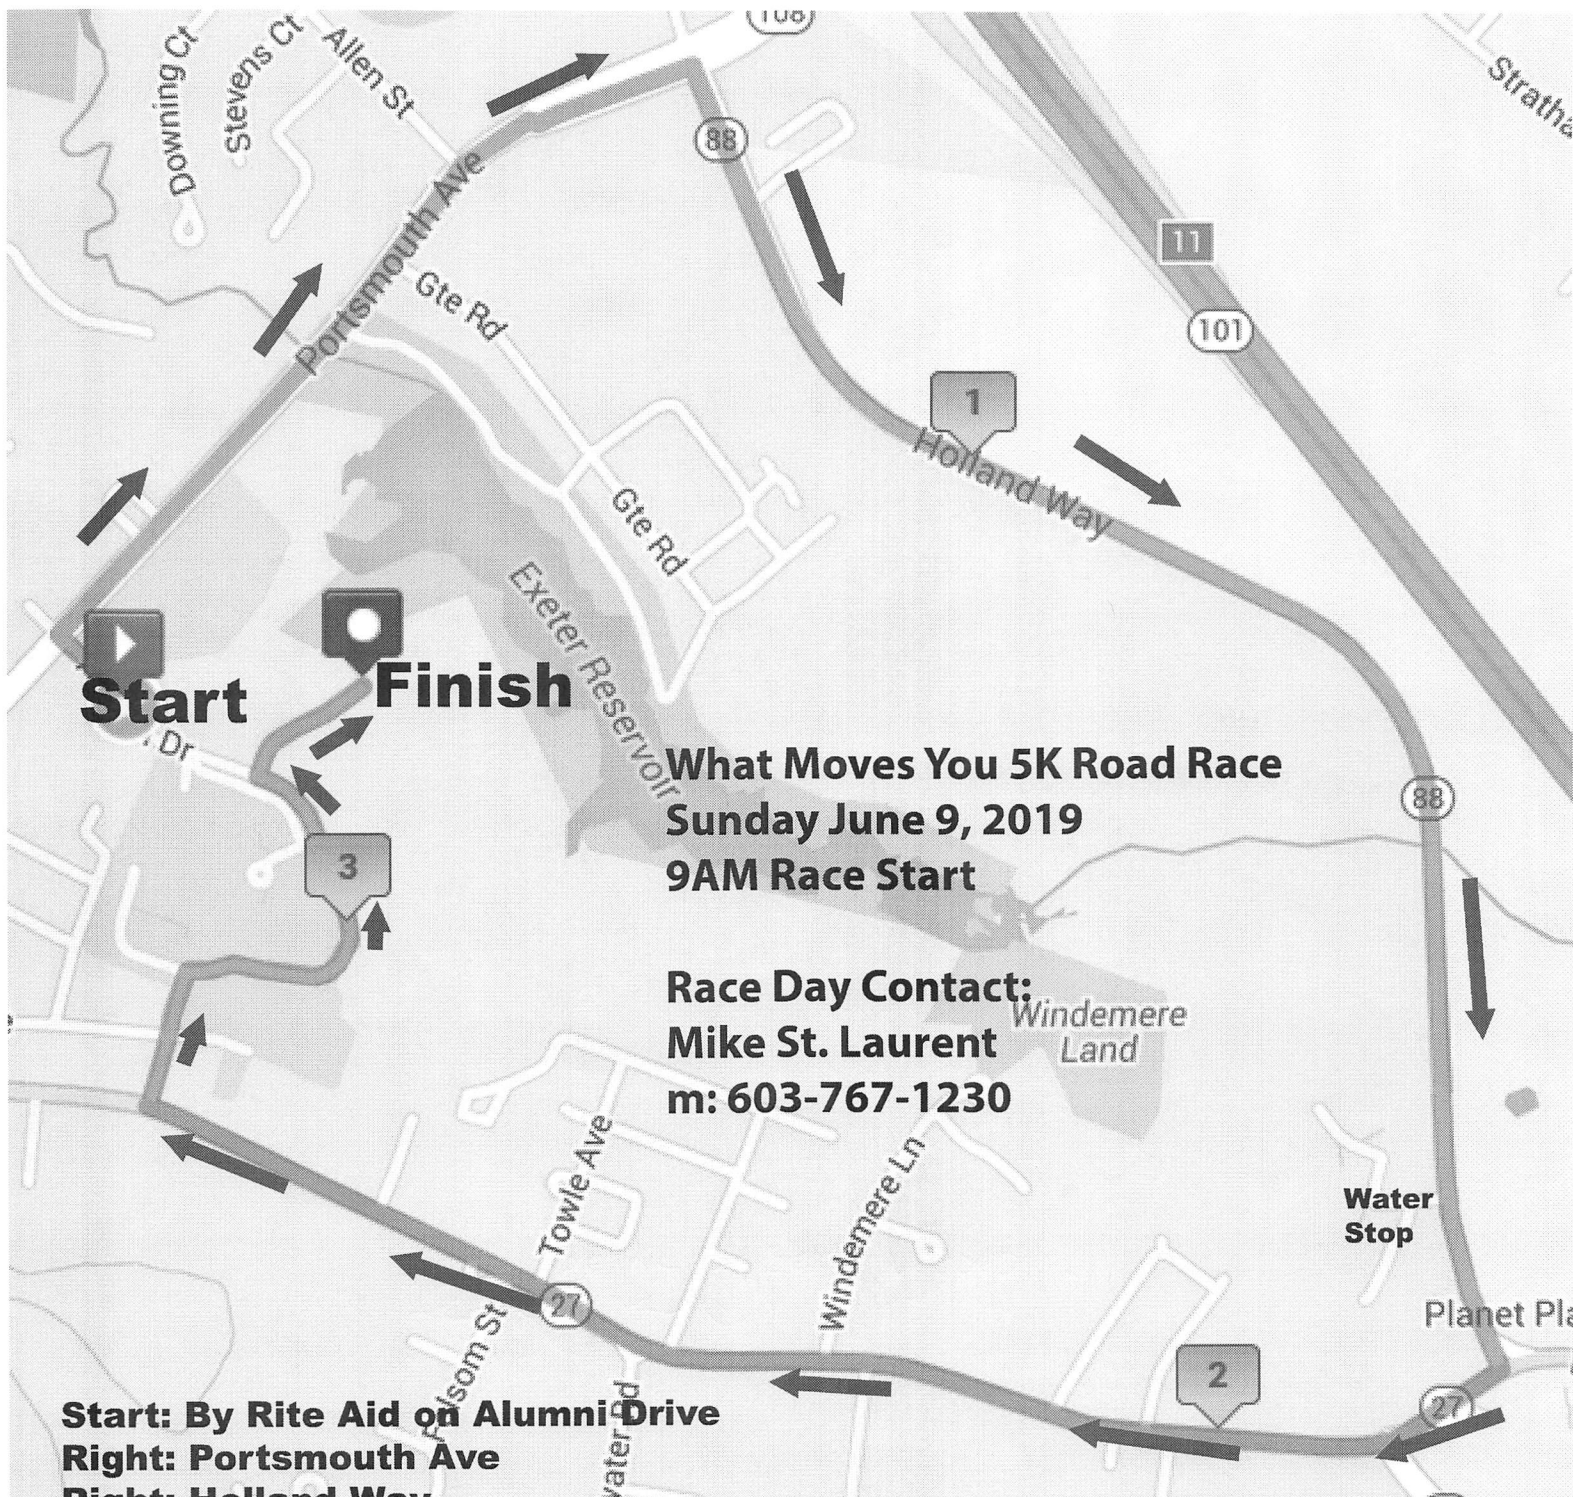 108
Downing Ct
Stevens Ct
Allen St
88
Portsmouth Ave
Gte Rd
11
101
1
Holland Way
Gte Rd
Exeter Reservoir
Start
Finish
Dr
What Moves You 5K Road Race
Sunday June 9, 2019
9AM Race Start
88
3
Race Day Contact:
Mike St. Laurent
m: 603-767-1230
Windemere
Land
Towle Ave
Windemere Ln
Water
Stop
27
Planet
2
27
Start: By Rite Aid on Alumni Drive
Right: Portsmouth Ave
Right: Holland Way